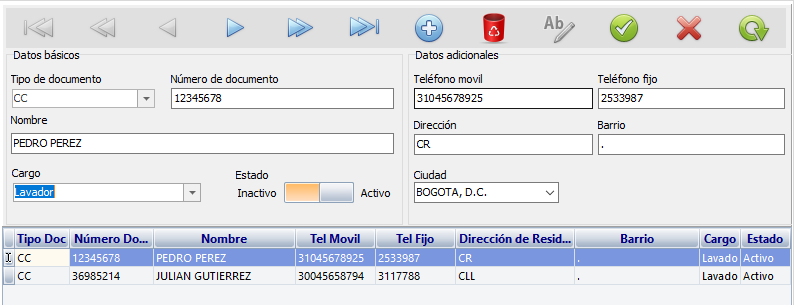 Ab
Datos básicos
Datos adicionales
Tipo de documento
Número de documento
Teléfono movil
Teléfono fijo
CC
12345678
31045678925
2533987
Nombre
Dirección
Barrio
PEDRO PEREZ
CR
.
Cargo
Estado
Ciudad
Lavador
Inactivo
Activo
BOGOTA, D.C.
Tipo Doc Número Do... Nombre Tel Movil Tel Fijo Dirección de Resid... Barrio Cargo Estado
CC 12345678 PEDRO PEREZ 31045678925 2533987 CR . Lavado Activo
CC 36985214 JULIAN GUTIERREZ 30045658794 3117788 CLL . Lavado Activo